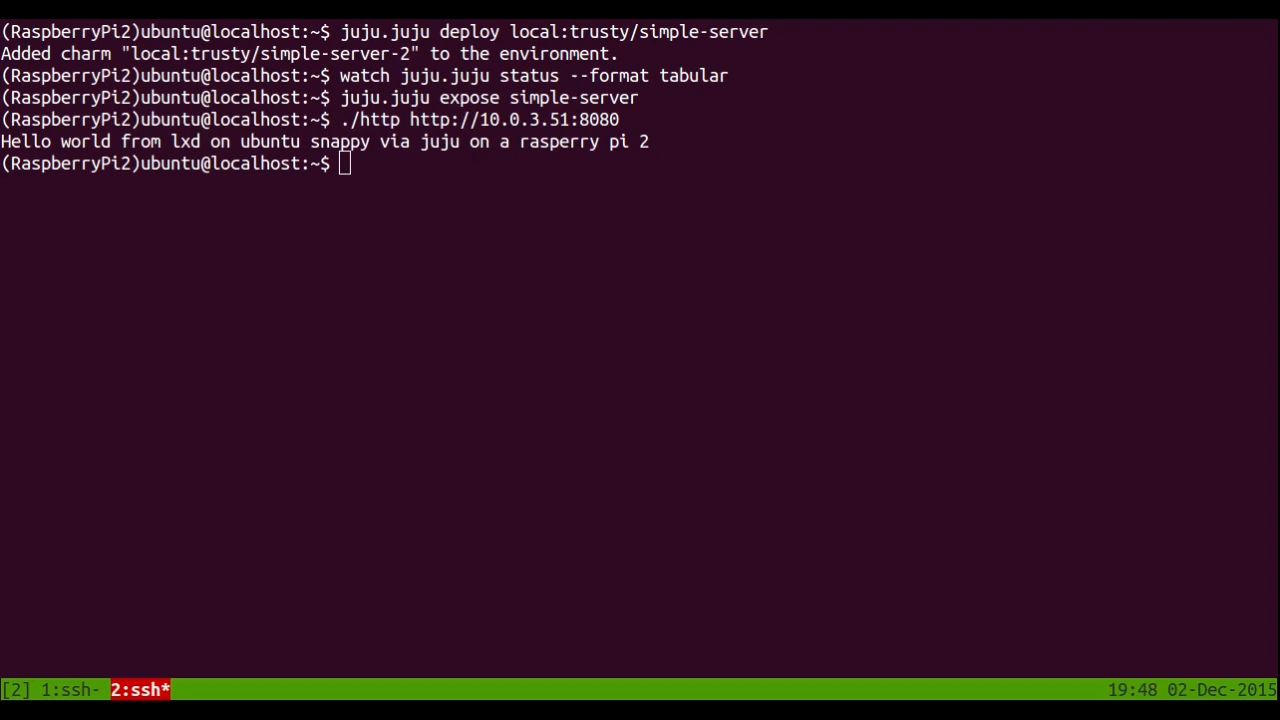 (RaspberryPi2)ubuntu@localhost:~$ juju.juju deploy local:trusty/simple-server
Added charm "local:trusty/simple-server-2" to the environment.
(RaspberryPi2)ubuntu@localhost:~$ watch juju.juju status --format tabular
(RaspberryPi2)ubuntu@localhost:~$ juju.juju expose simple-server
(RaspberryPi2)ubuntu@localhost:~$ ./http http://10.0.3.51:8080
Hello world from lxd on ubuntu snappy via juju on a rasperry pi 2
(RaspberryPi2)ubuntu@localhost:~$
[2] 1:ssh- 2:ssh* 19:48 02-Dec-2015